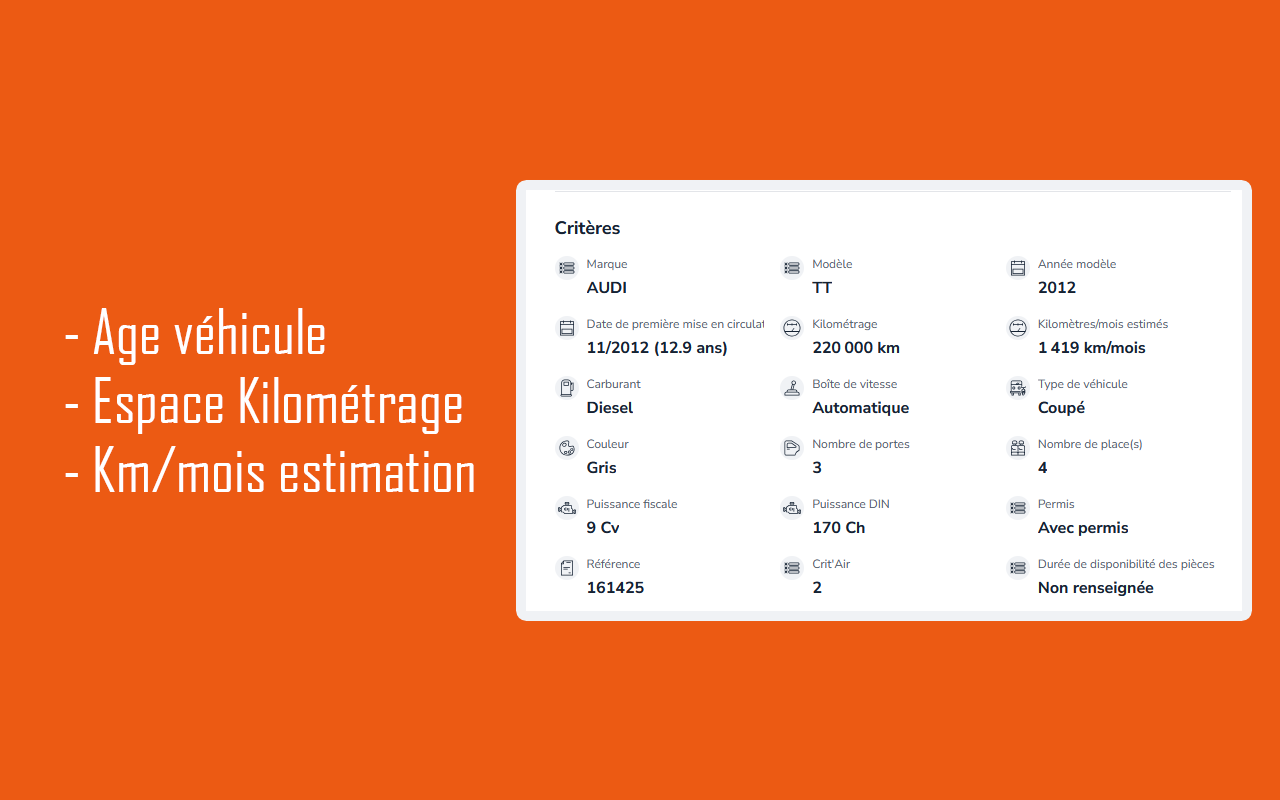 - Age véhicule
- Espace Kilométrage
- Km/mois estimation
Critères
Marque
AUDI
Modèle
TT
Année modèle
2012
Date de première mise en circulat
11/2012 (12.9 ans)
Kilométrage
220 000 km
Kilomètres/mois estimés
1 419 km/mois
Carburant
Diesel
Boîte de vitesse
Automatique
Type de véhicule
Coupé
Couleur
Gris
Nombre de portes
3
Nombre de place(s)
4
Puissance fiscale
9 Cv
Puissance DIN
170 Ch
Permis
Avec permis
Référence
161425
Crit'Air
2
Durée de disponibilité des pièces
Non renseignée